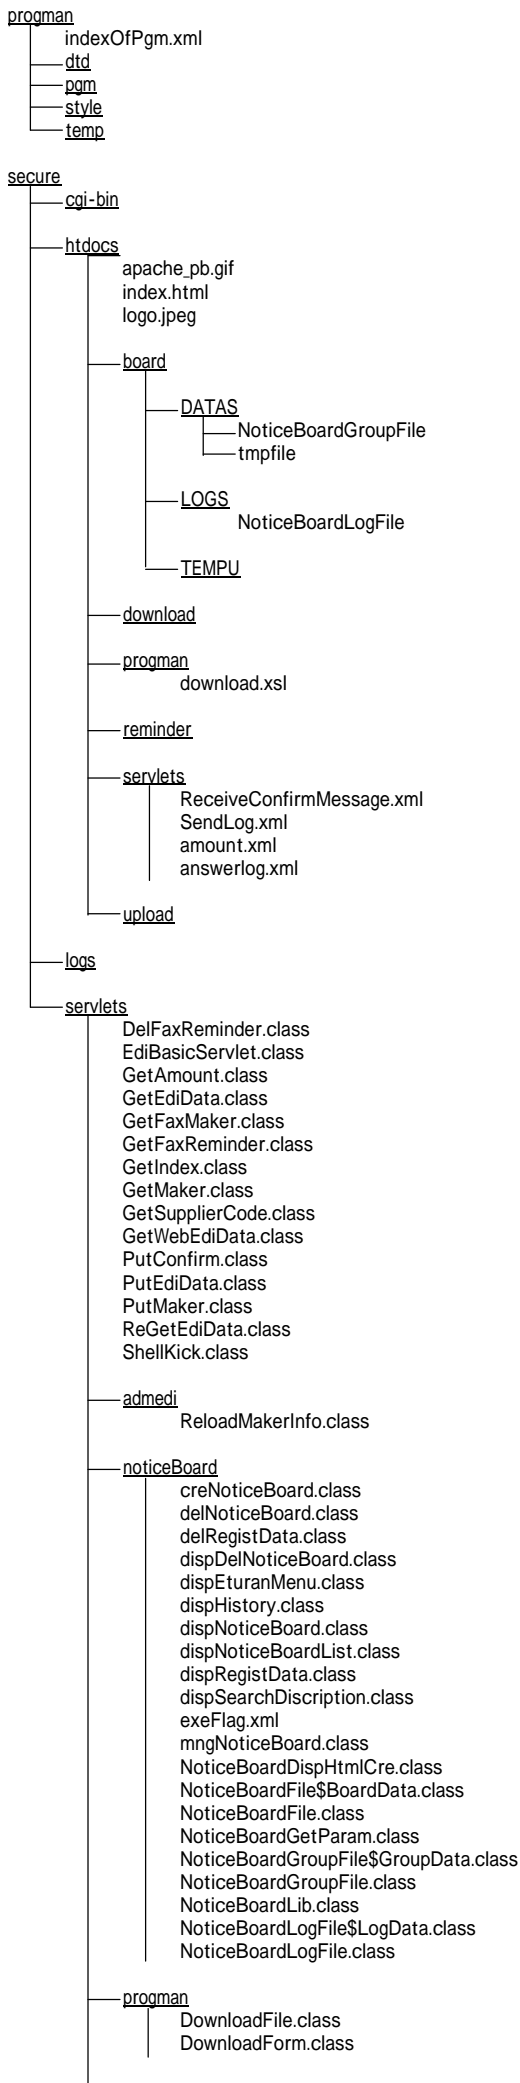 progman
indexOfPgm.xml
dtd
pgm
style
temp
secure
cgi-bin
htdocs
apache_pb.gif
index.html
logo.jpeg
board
DATAS
NoticeBoardGroupFile
tmpfile
LOGS
NoticeBoardLogFile
TEMPU
download
progman
download.xsl
reminder
servlets
ReceiveConfirmMessage.xml
SendLog.xml
amount.xml
answerlog.xml
upload
logs
servlets
DelFaxReminder.class
EdiBasicServlet.class
GetAmount.class
GetEdiData.class
GetFaxMaker.class
GetFaxReminder.class
GetIndex.class
GetMaker.class
GetSupplierCode.class
GetWebEdiData.class
PutConfirm.class
PutEdiData.class
PutMaker.class
ReGetEdiData.class
ShellKick.class
admedi
ReloadMakerInfo.class
noticeBoard
creNoticeBoard.class
delNoticeBoard.class
delRegistData.class
dispDelNoticeBoard.class
dispEturanMenu.class
dispHistory.class
dispNoticeBoard.class
dispNoticeBoardList.class
dispRegistData.class
dispSearchDiscription.class
exeFlag.xml
mngNoticeBoard.class
NoticeBoardDispHtmlCre.class
NoticeBoardFile$BoardData.class
NoticeBoardFile.class
NoticeBoardGetParam.class
NoticeBoardGroupFile$GroupData.class
NoticeBoardGroupFile.class
NoticeBoardLib.class
NoticeBoardLogFile$LogData.class
NoticeBoardLogFile.class
progman
DownloadFile.class
DownloadForm.class